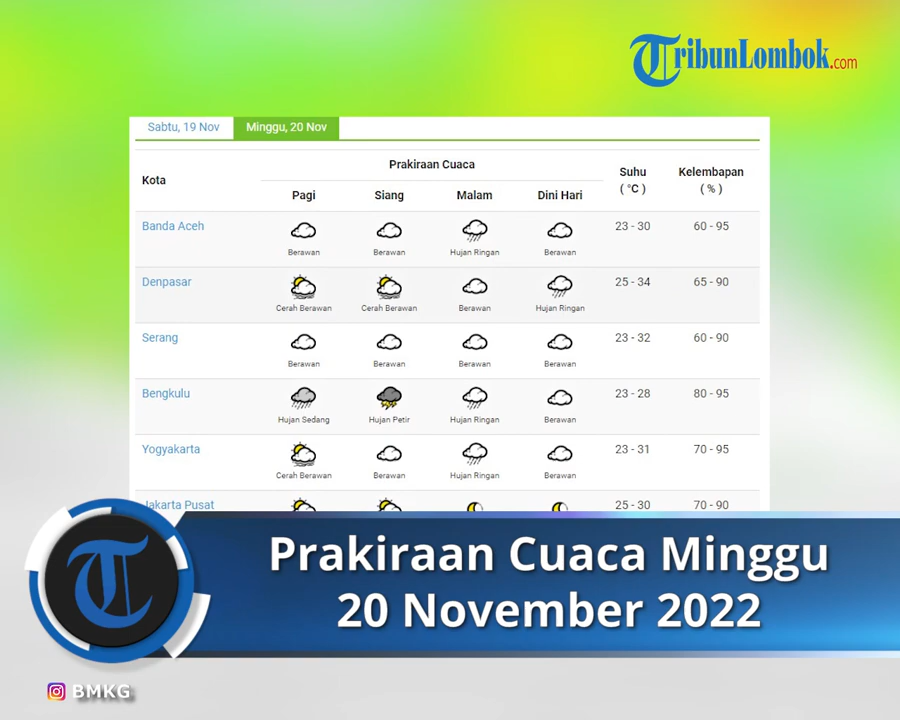 TribunLombok.com
Sabtu, 19 Nov Minggu, 20 Nov
Kota Prakiraan Cuaca Suhu (°C) Kelembapan (%)
Pagi Siang Malam Dini Hari
Banda Aceh Berawan Berawan Hujan Ringan Berawan 23 - 30 60 - 95
Denpasar Cerah Berawan Cerah Berawan Berawan Hujan Ringan 25 - 34 65 - 90
Serang Berawan Berawan Berawan Berawan 23 - 32 60 - 90
Bengkulu Hujan Sedang Hujan Petir Hujan Ringan Berawan 23 - 28 80 - 95
Yogyakarta Cerah Berawan Berawan Hujan Ringan Berawan 23 - 31 70 - 95
Jakarta Pusat 25 - 30 70 - 90
T
Prakiraan Cuaca Minggu
20 November 2022
BMKG